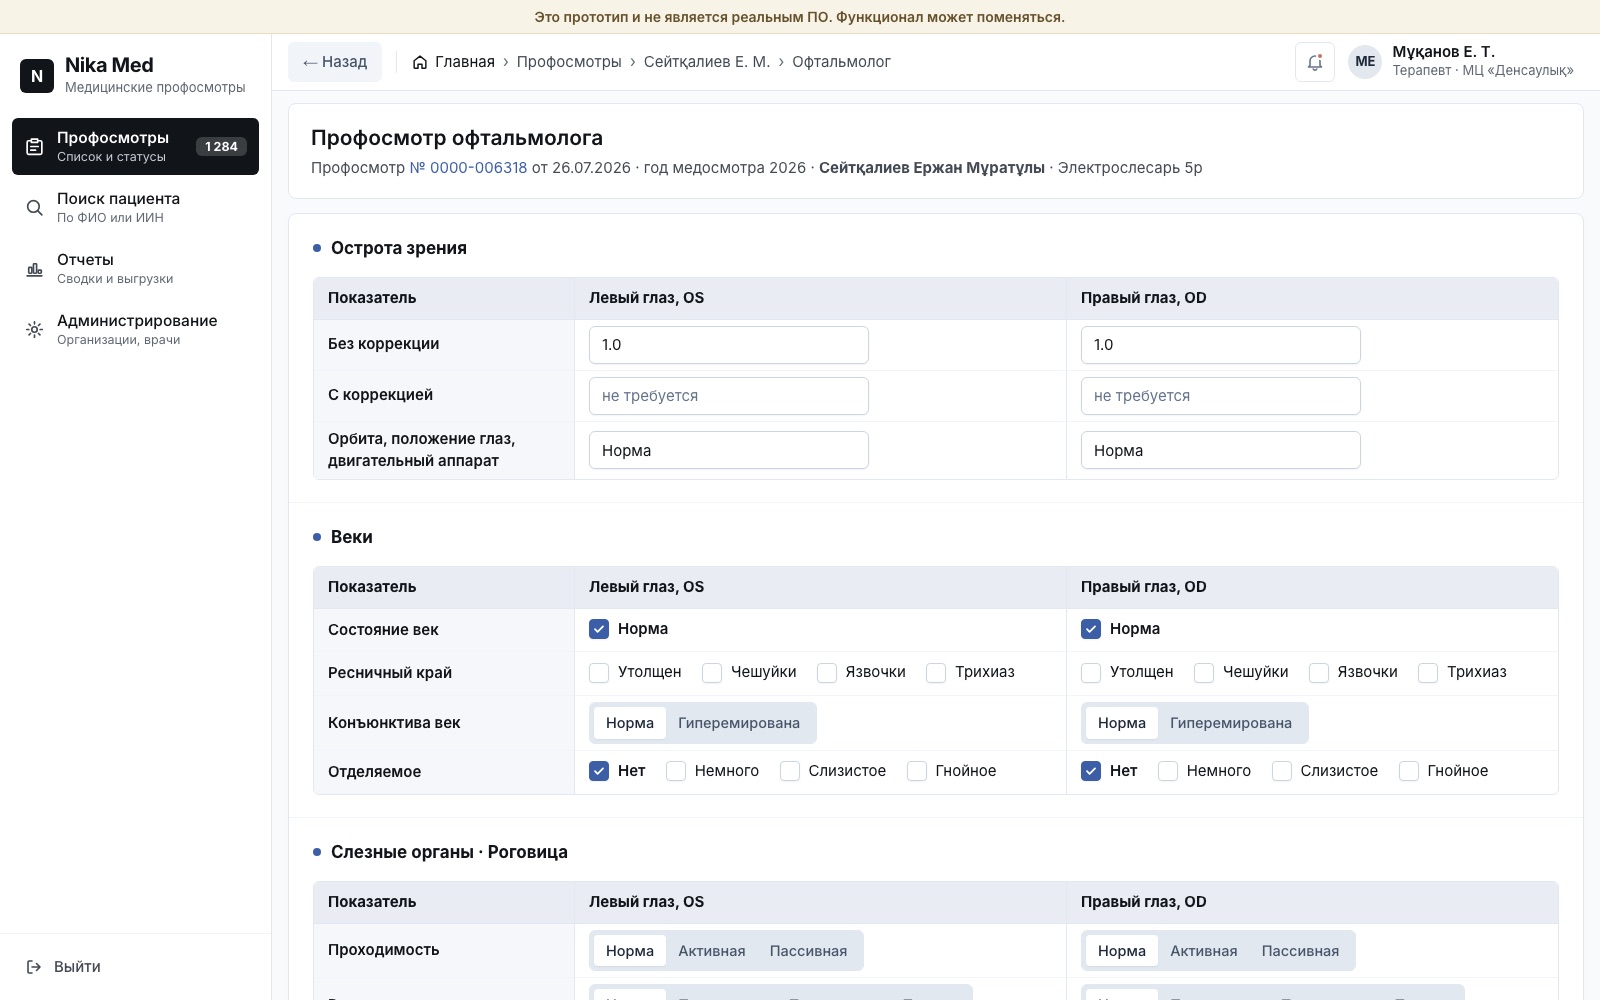 Это прототип и не является реальным ПО. Функционал может поменяться.
N
Nika Med
Медицинские профосмотры
Профосмотры
Список и статусы
1 284
Поиск пациента
По ФИО или ИИН
Отчеты
Сводки и выгрузки
Администрирование
Организации, врачи
Выйти
← Назад
Главная › Профосмотры › Сейтқалиев Е. М. › Офтальмолог
МЕ
Мұқанов Е. Т.
Терапевт · МЦ «Денсаулық»
Профосмотр офтальмолога
Профосмотр № 0000-006318 от 26.07.2026 · год медосмотра 2026 · Сейтқалиев Ержан Мұратұлы · Электрослесарь 5р
Острота зрения
Показатель Левый глаз, OS Правый глаз, OD
Без коррекции 1.0 1.0
С коррекцией не требуется не требуется
Орбита, положение глаз,
двигательный аппарат Норма Норма
Веки
Показатель Левый глаз, OS Правый глаз, OD
Состояние век Норма Норма
Ресничный край Утолщен Чешуйки Язвочки Трихиаз Утолщен Чешуйки Язвочки Трихиаз
Конъюнктива век Норма Гиперемирована Норма Гиперемирована
Отделяемое Нет Немного Слизистое Гнойное Нет Немного Слизистое Гнойное
Слезные органы · Роговица
Показатель Левый глаз, OS Правый глаз, OD
Проходимость Норма Активная Пассивная Норма Активная Пассивная